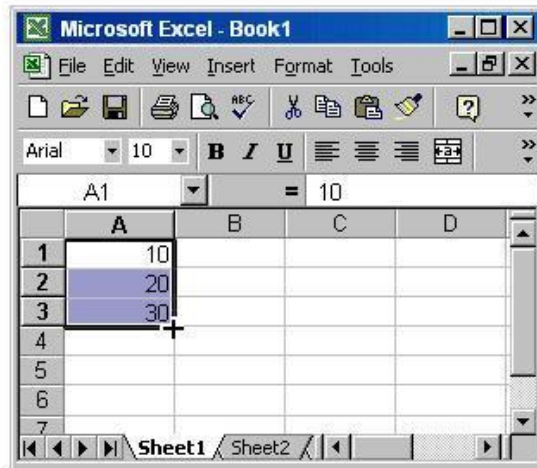 Microsoft Excel - Book1
File Edit View Insert Format Tools
ABC
?
Arial 10 B I U a
A1 = 10
A B C D
1 10
2 20
3 30
4
5
6
7
Sheet1 Sheet2